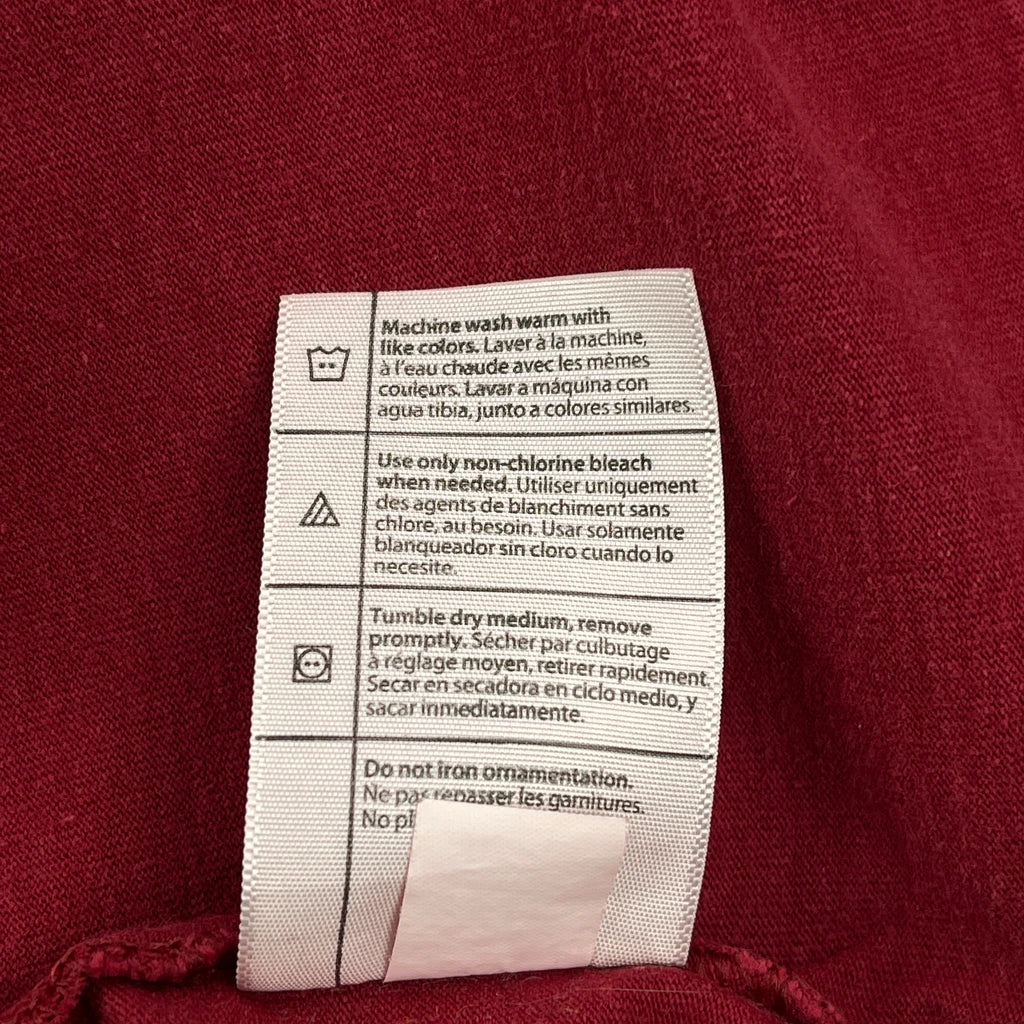 Machine wash warm with
like colors. Laver à la machine,
à l'eau chaude avec les mêmes
couleurs. Lavar a máquina con
agua tibia, junto a colores similares.
Use only non-chlorine bleach
when needed. Utiliser uniquement
des agents de blanchiment sans
chlore, au besoin. Usar solamente
blanqueador sin cloro cuando lo
necesite.
Tumble dry medium, remove
promptly. Sécher par culbutage
à réglage moyen, retirer rapidement.
Secar en secadora en ciclo medio, y
sacar inmediatamente.
Do not iron ornamentation.
Ne pas repasser les garnitures.
No pl